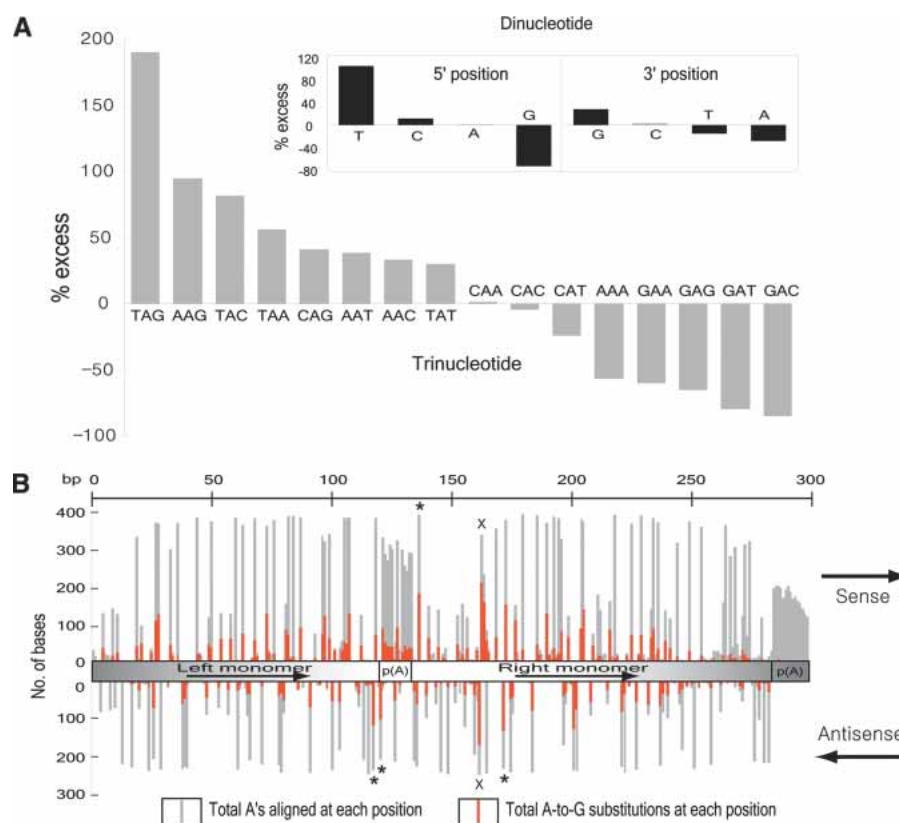 A
Dinucleotide
200
150
100
50
0
−50
−100
% excess
120
80
40
0
-40
-80
% excess
5' position
3' position
G
T A
T C A
G C
CAA CAC CAT AAA GAA GAG GAT GAC
TAG AAG TAC TAA CAG AAT AAC TAT
Trinucleotide
B
bp 0 50 100 150 200 250 300
*
x
400
300
200
100
0
0
100
200
300
No. of bases
Sense
Left monomer p(A) Right monomer p(A)
Antisense
*
*
x
*
Total A's aligned at each position
Total A-to-G substitutions at each position